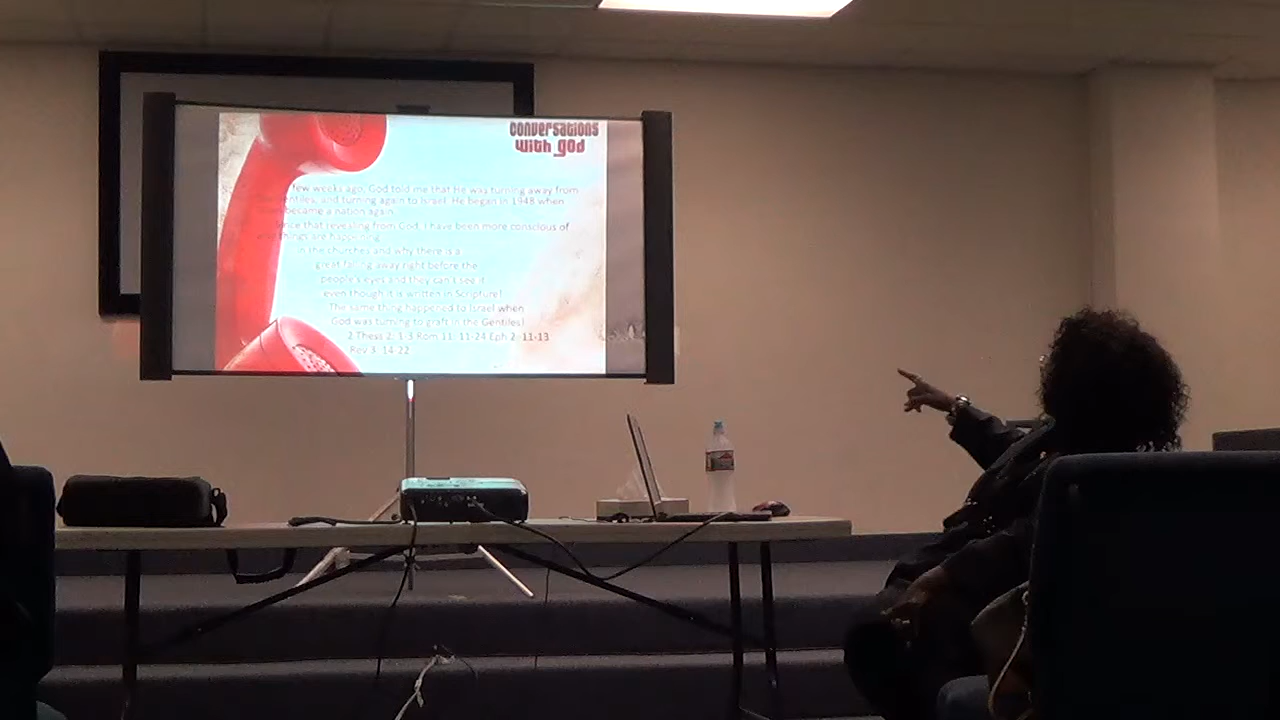 conversations
with god
few weeks ago, God told me that He was turning away from
and turning again to Israel. He began in 1948 when
became a nation again.
that revealing from God, I have been more conscious of
things are happening
in the churches and why there is a
great falling away right before the
people's eyes and they can't see it
even though it is written in Scripture!
The same thing happened to Israel when
God was turning to graft in the Gentiles!
2 Thess 2: 1-3 Rom 11: 11-24 Eph 2: 11-13
Rev 3: 14-22